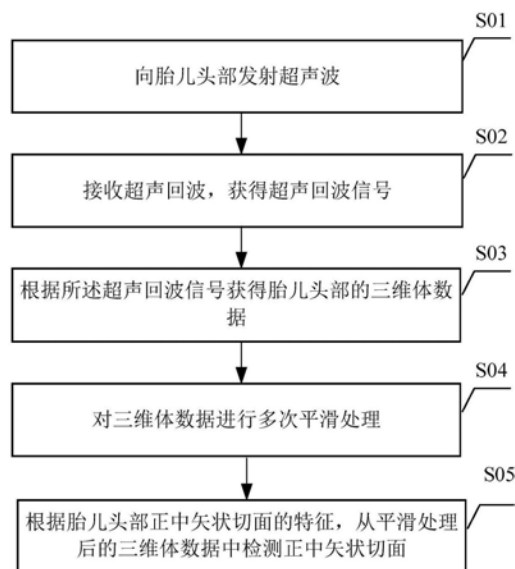 S01
向胎儿头部发射超声波
S02
接收超声回波，获得超声回波信号
S03
根据所述超声回波信号获得胎儿头部的三维体数
据
S04
对三维体数据进行多次平滑处理
S05
根据胎儿头部正中矢状切面的特征，从平滑处理
后的三维体数据中检测正中矢状切面